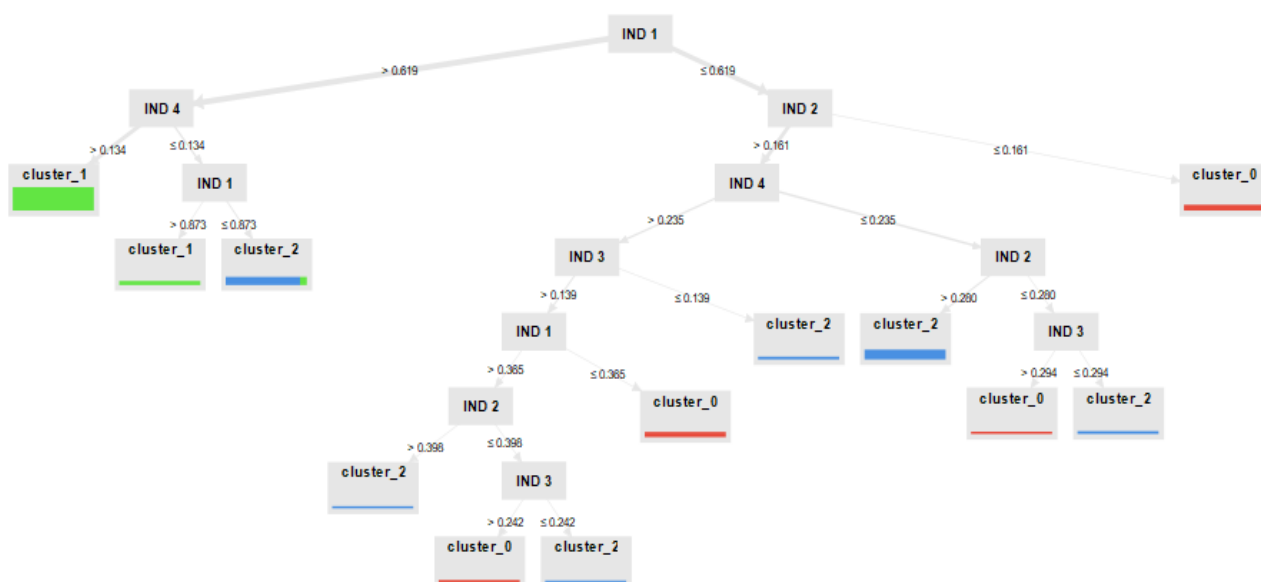 IND 1
> 0.619
≤ 0.619
IND 4
IND 2
> 0.134
≤ 0.134
> 0.161
≤ 0.161
cluster_1
IND 1
IND 4
cluster_0
> 0.873
≤ 0.873
> 0.235
≤ 0.235
cluster_1
cluster_2
IND 3
IND 2
> 0.139
≤ 0.139
> 0.280
≤ 0.280
IND 1
cluster_2
cluster_2
IND 3
> 0.365
≤ 0.365
> 0.294
≤ 0.294
IND 2
cluster_0
cluster_0
cluster_2
> 0.398
≤ 0.398
cluster_2
IND 3
> 0.242
≤ 0.242
cluster_0
cluster_2